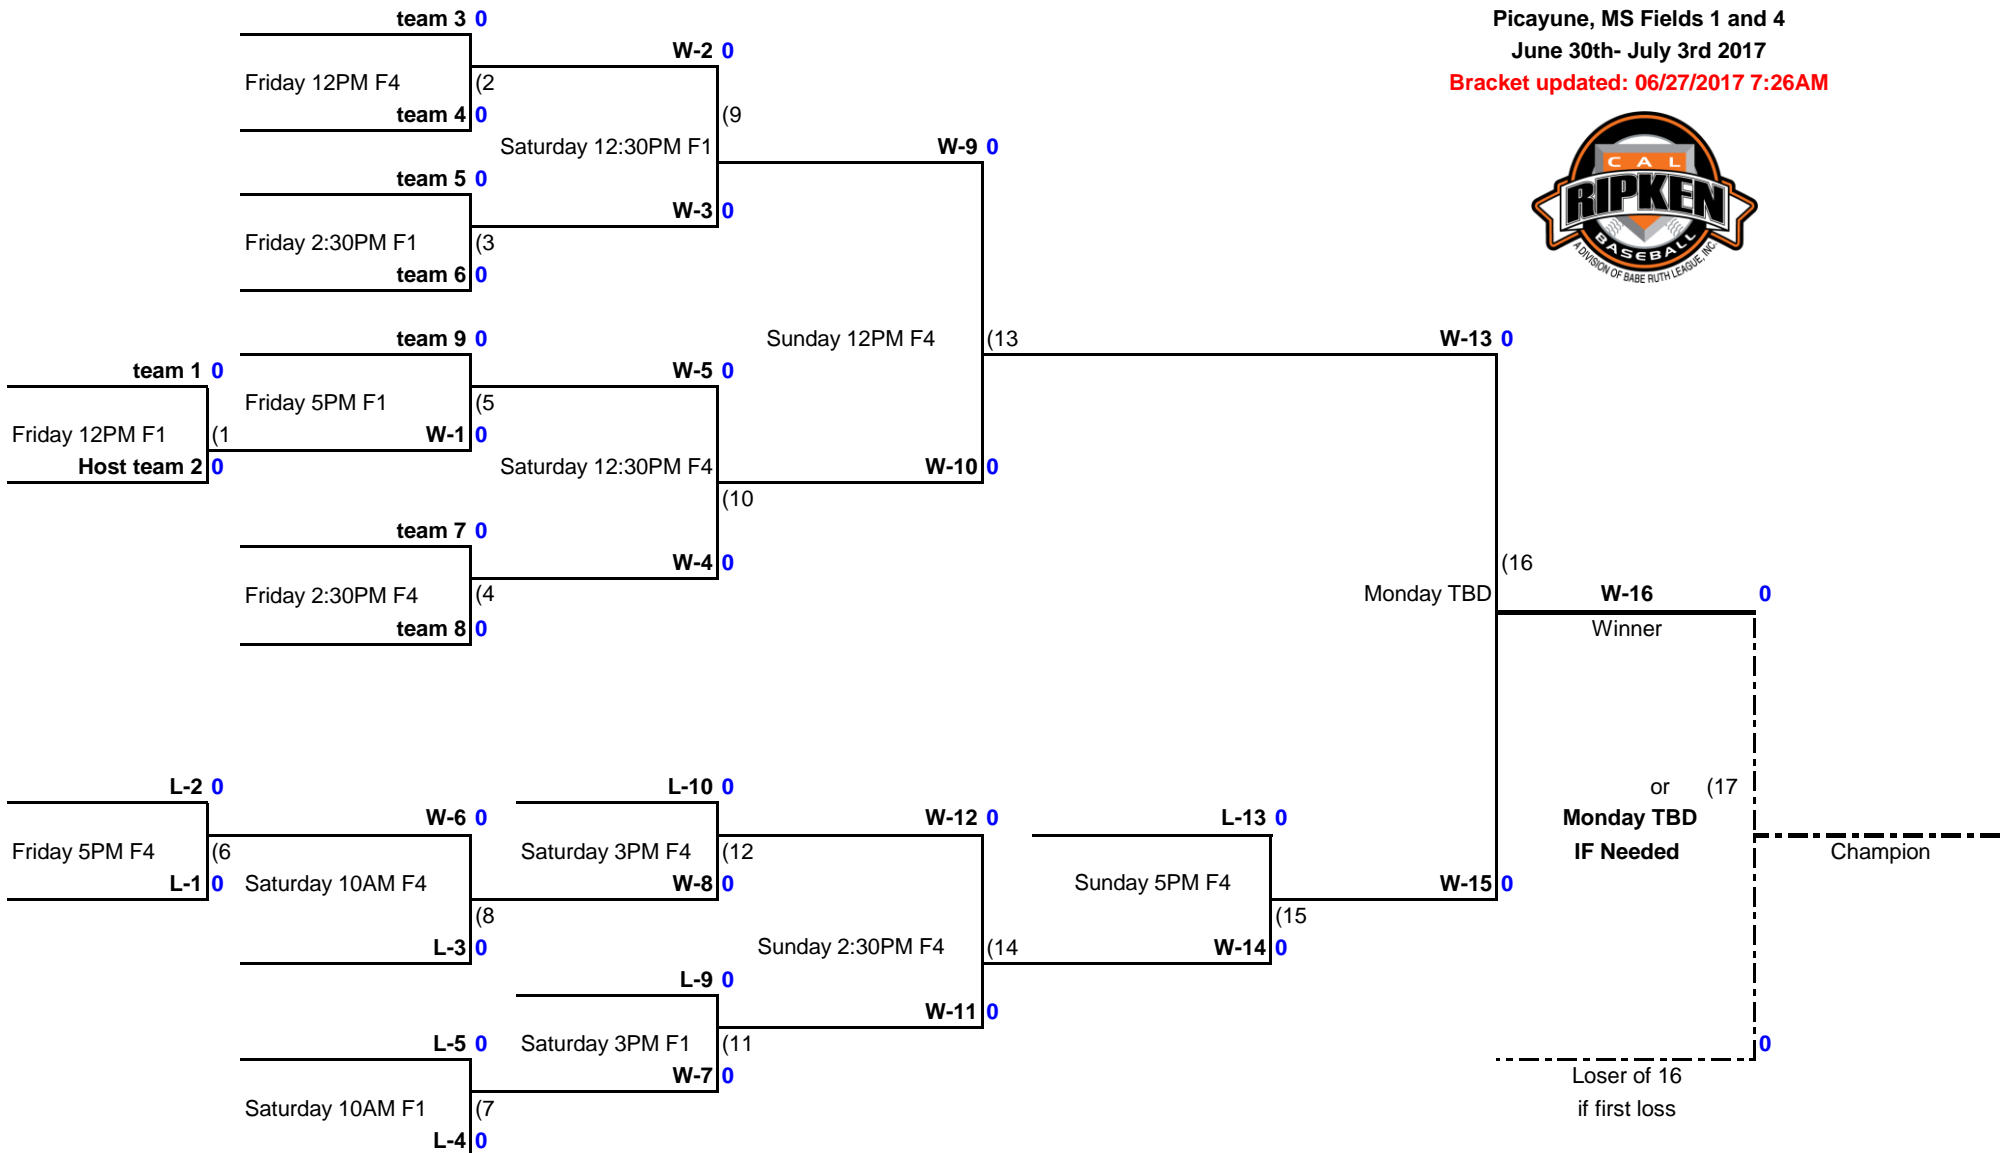 team 3 0
Picayune, MS Fields 1 and 4
W-2 0
June 30th- July 3rd 2017
Friday 12PM F4 (2
Bracket updated: 06/27/2017 7:26AM
team 4 0
(9
Saturday 12:30PM F1
W-9 0
CAL
RIPKEN
BASEBALL
A DIVISION OF BABE RUTH LEAGUE, INC.
team 5 0
W-3 0
Friday 2:30PM F1 (3
team 6 0
team 9 0
Sunday 12PM F4 (13
W-13 0
team 1 0
W-5 0
Friday 5PM F1 (5
Friday 12PM F1 (1
W-1 0
Host team 2 0
Saturday 12:30PM F4
W-10 0
(10
team 7 0
W-4 0
(16
Friday 2:30PM F4 (4
Monday TBD
W-16 0
team 8 0
Winner
L-2 0
L-10 0
or (17
W-6 0
W-12 0
L-13 0
Monday TBD
Friday 5PM F4 (6
Saturday 3PM F4 (12
IF Needed
Champion
L-1 0
Saturday 10AM F4
W-8 0
Sunday 5PM F4
W-15 0
(8
(15
L-3 0
Sunday 2:30PM F4 (14
W-14 0
L-9 0
W-11 0
L-5 0
Saturday 3PM F1 (11
0
W-7 0
Loser of 16
Saturday 10AM F1 (7
if first loss
L-4 0